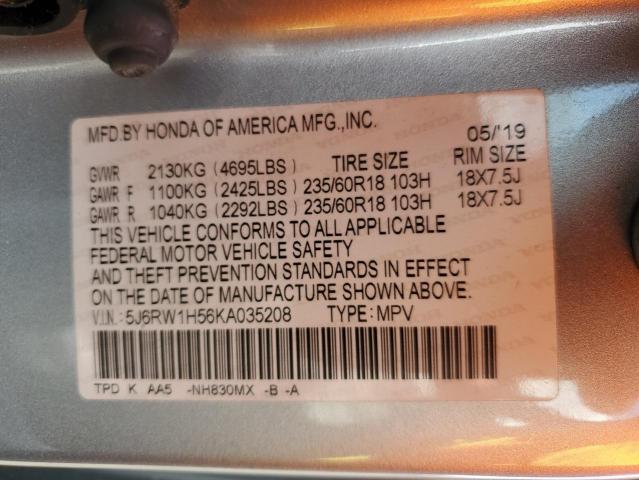 MFD.BY HONDA OF AMERICA MFG.,INC. 05/'19
GVWR 2130KG (4695LBS) TIRE SIZE RIM SIZE
GAWR F 1100KG (2425LBS) 235/60R18 103H 18X7.5J
GAWR R 1040KG (2292LBS) 235/60R18 103H 18X7.5J
THIS VEHICLE CONFORMS TO ALL APPLICABLE
FEDERAL MOTOR VEHICLE SAFETY
AND THEFT PREVENTION STANDARDS IN EFFECT
ON THE DATE OF MANUFACTURE SHOWN ABOVE.
V.I.N.: 5J6RW1H56KA035208 TYPE: MPV
TPD K AA5 -NH830MX -B -A